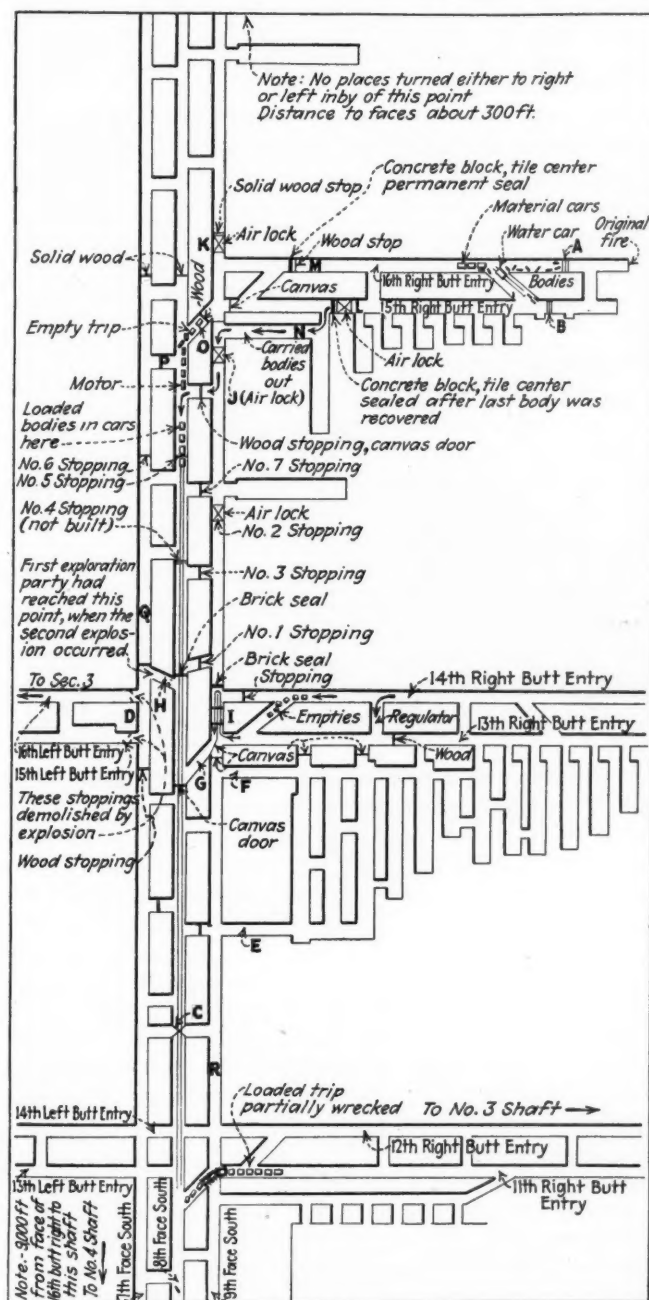 Note: No places turned either to right
or left inby of this point
Distance to faces about 300 ft.
Concrete block, tile center
permanent seal
Solid wood stop
Material cars
Water car
Original
fire
A
K
Air lock
Wood stop
M
Solid wood
Wood
Canvas
16th Right Butt Entry
15th Right Butt Entry
Bodies
B
L
Empty trip
N
O
P
Carried
bodies
out
Air lock
Motor
J (Air lock)
Concrete block, tile center
sealed after last body was
recovered
Loaded
bodies in cars
here
Wood stopping, canvas door
No. 6 Stopping
No. 5 Stopping
No. 7 Stopping
No. 4 Stopping
(not built)
Air lock
No. 2 Stopping
First exploration
party had
reached this
point, when the
second explos-
ion occurred.
No. 3 Stopping
Brick seal
Q
No. 1 Stopping
Brick seal
Stopping
To Sec. 3
14th Right Butt Entry
D
H
I
Empties
Regulator
13th Right Butt Entry
16th Left Butt Entry
15th Left Butt Entry
Canvas
Wood
G
F
These stoppings
demolished by
explosion
Canvas
door
Wood stopping
E
C
R
Loaded trip
partially wrecked
To No. 3 Shaft
14th Left Butt Entry
12th Right Butt Entry
13th Left Butt Entry
11th Right Butt
Entry
Note:- 9,000 ft
from face of
16th butt right to
this shaft
To No. 4 Shaft
7th Face South
8th Face South
9th Face South